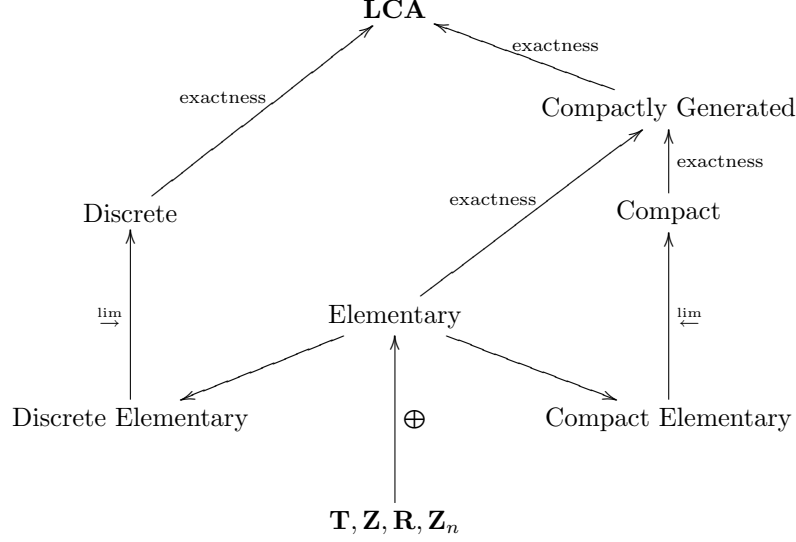 LCA
exactness
exactness
Compactly Generated
exactness
exactness
Discrete
Compact
lim
→
lim
←
Elementary
Discrete Elementary
⊕
Compact Elementary
T, Z, R, Zₙ